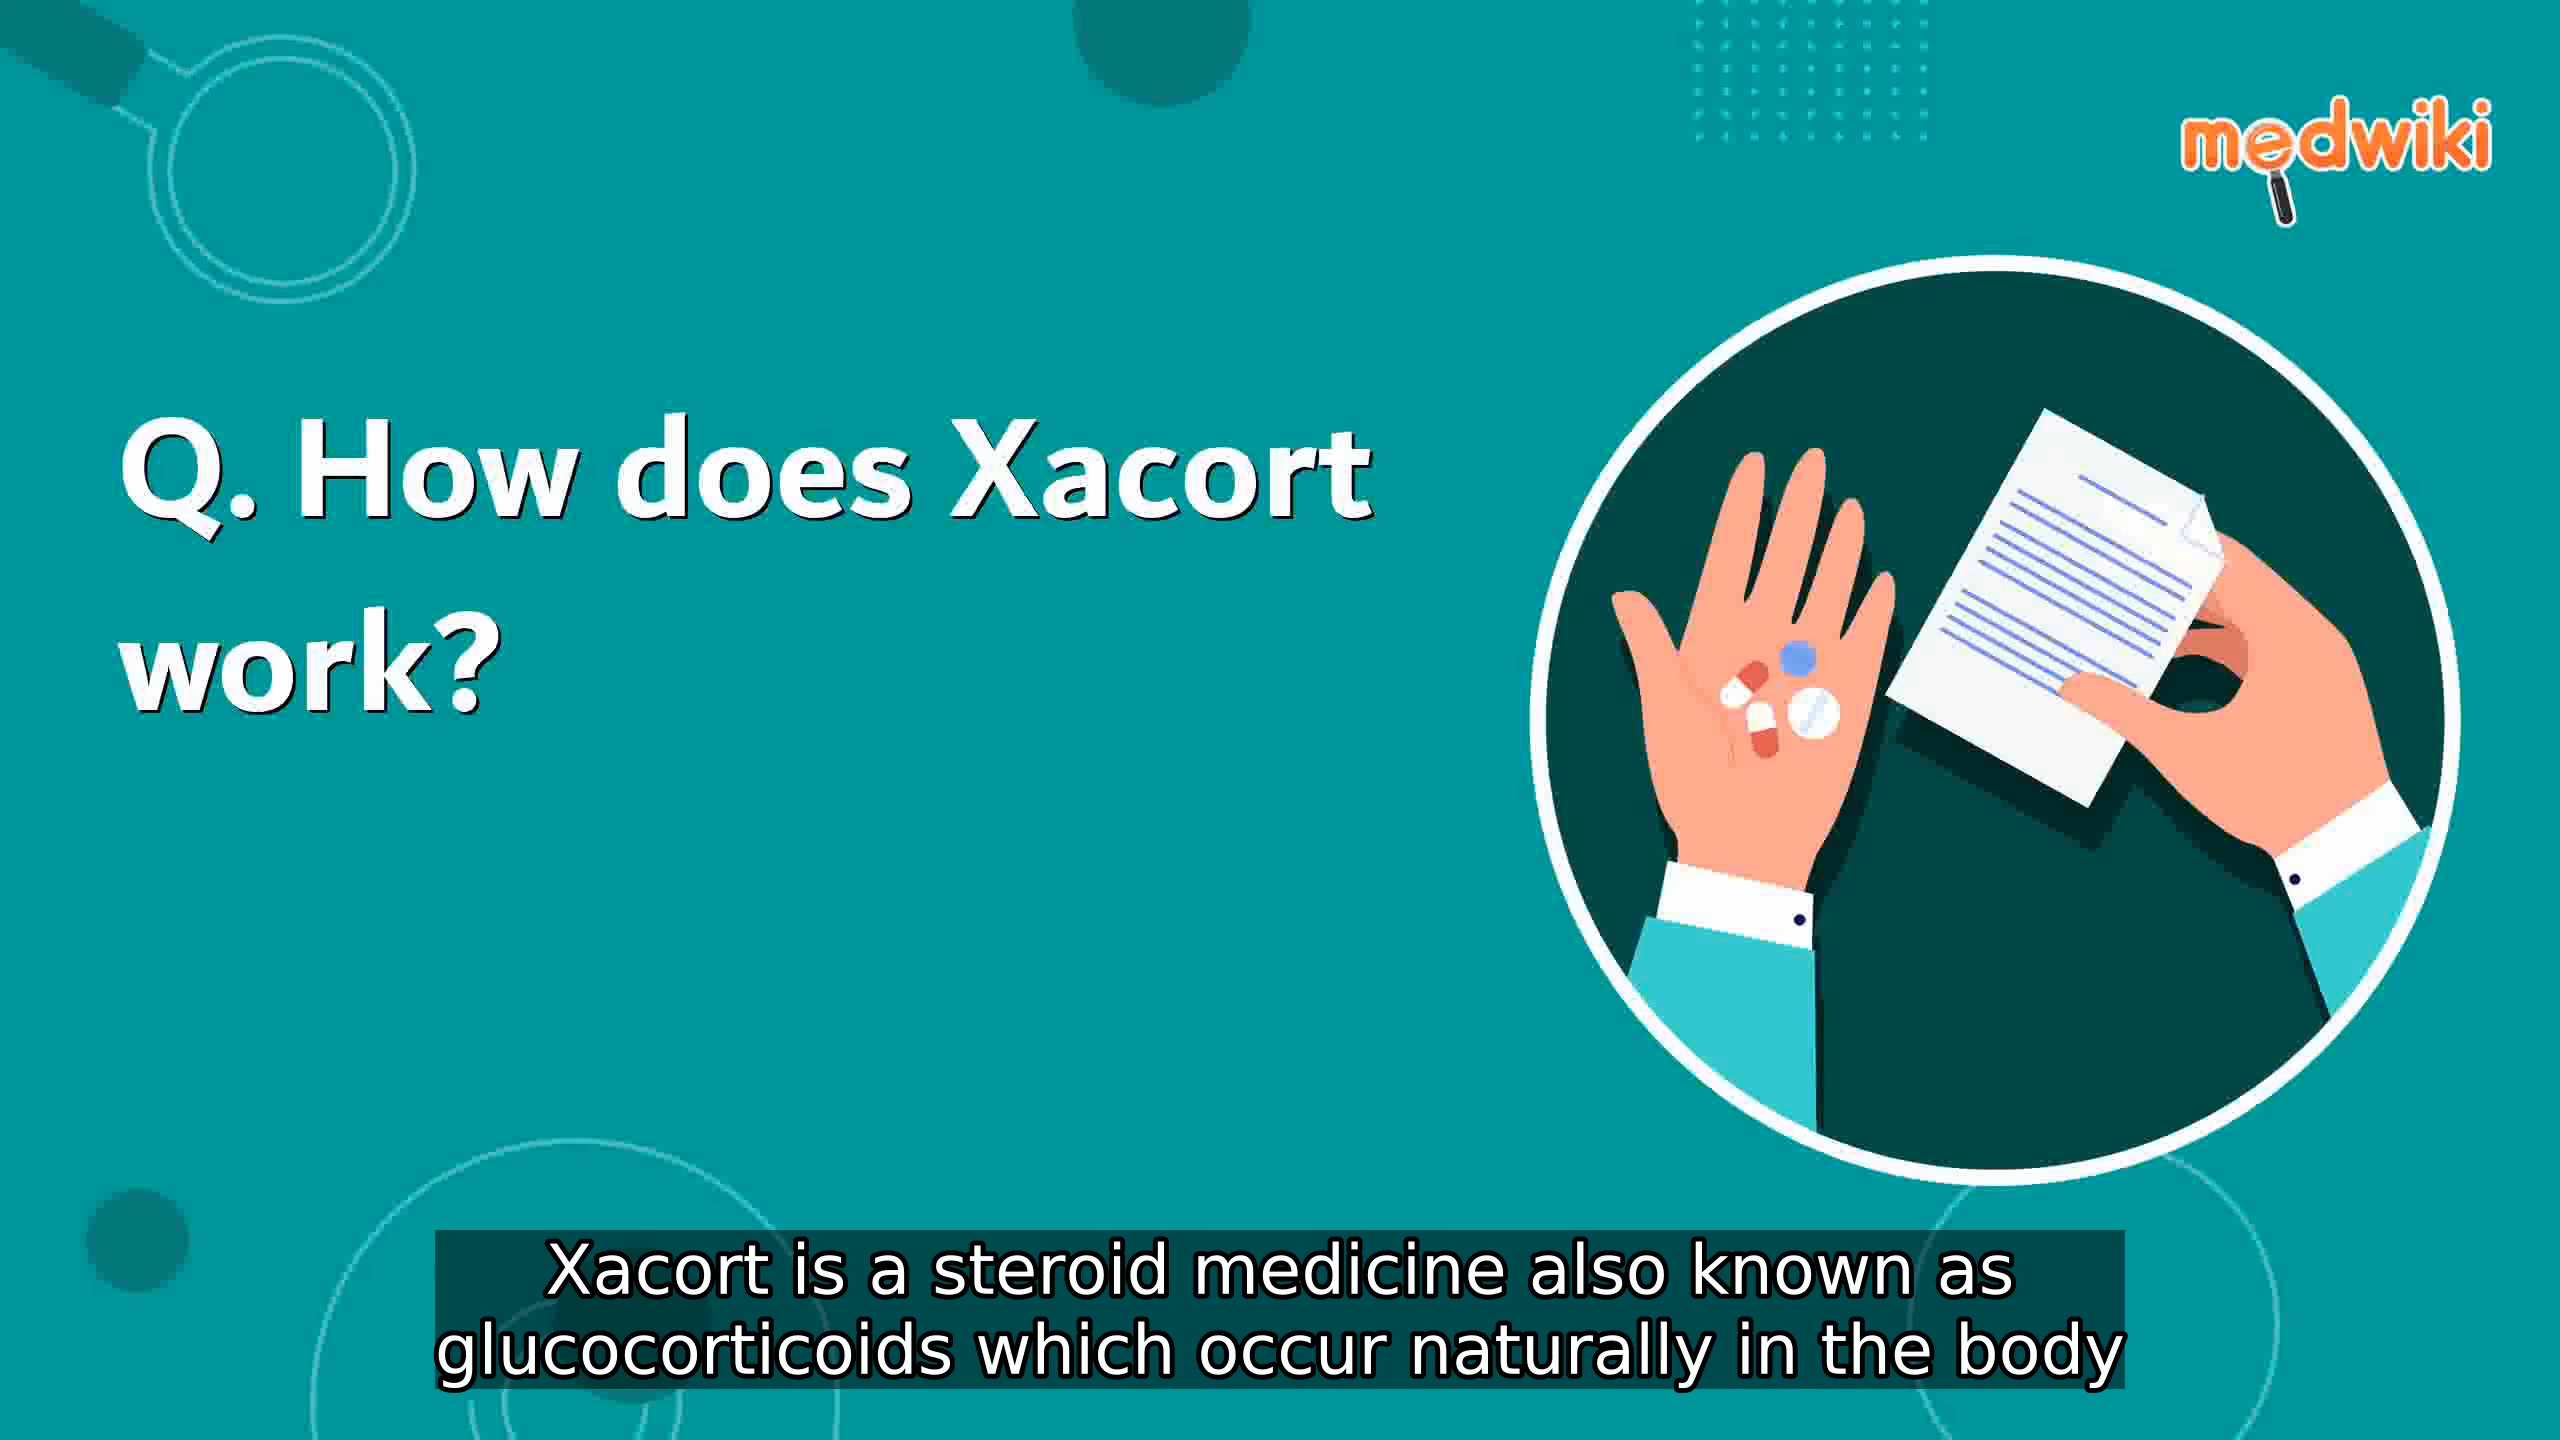 medwiki
Q. How does Xacort
work?
Xacort is a steroid medicine also known as
glucocorticoids which occur naturally in the body